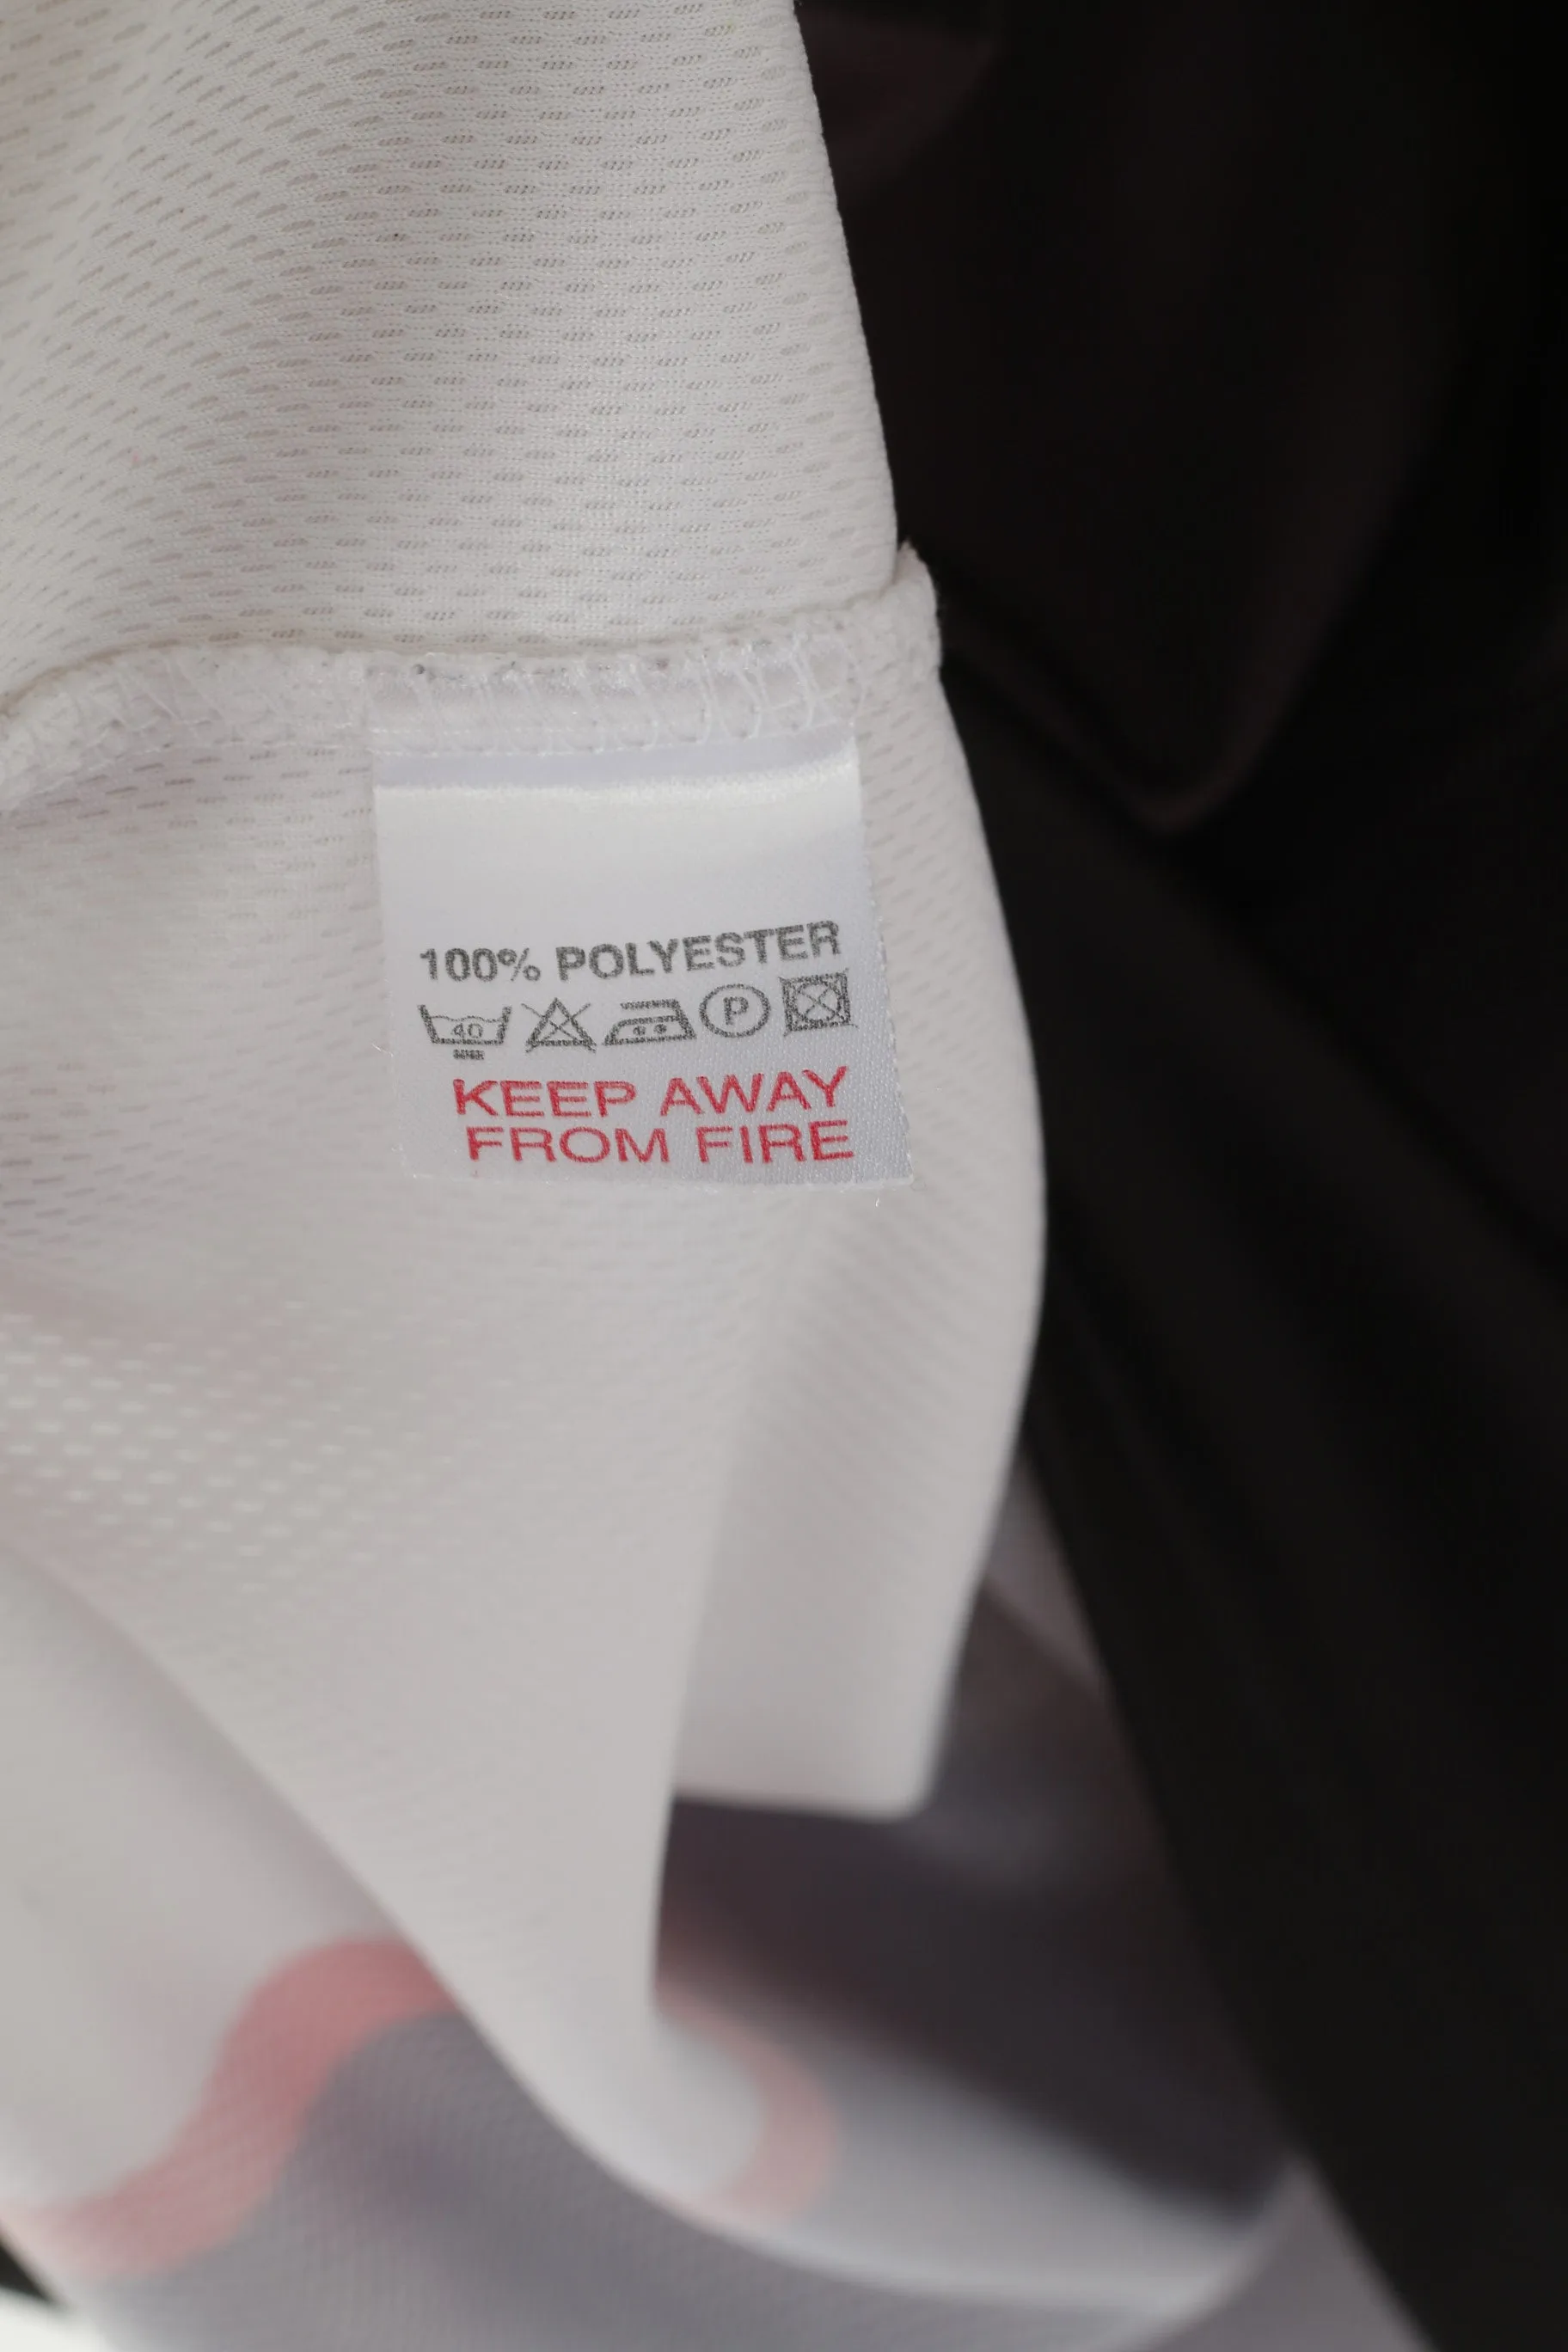 100% POLYESTER
40 P
KEEP AWAY
FROM FIRE